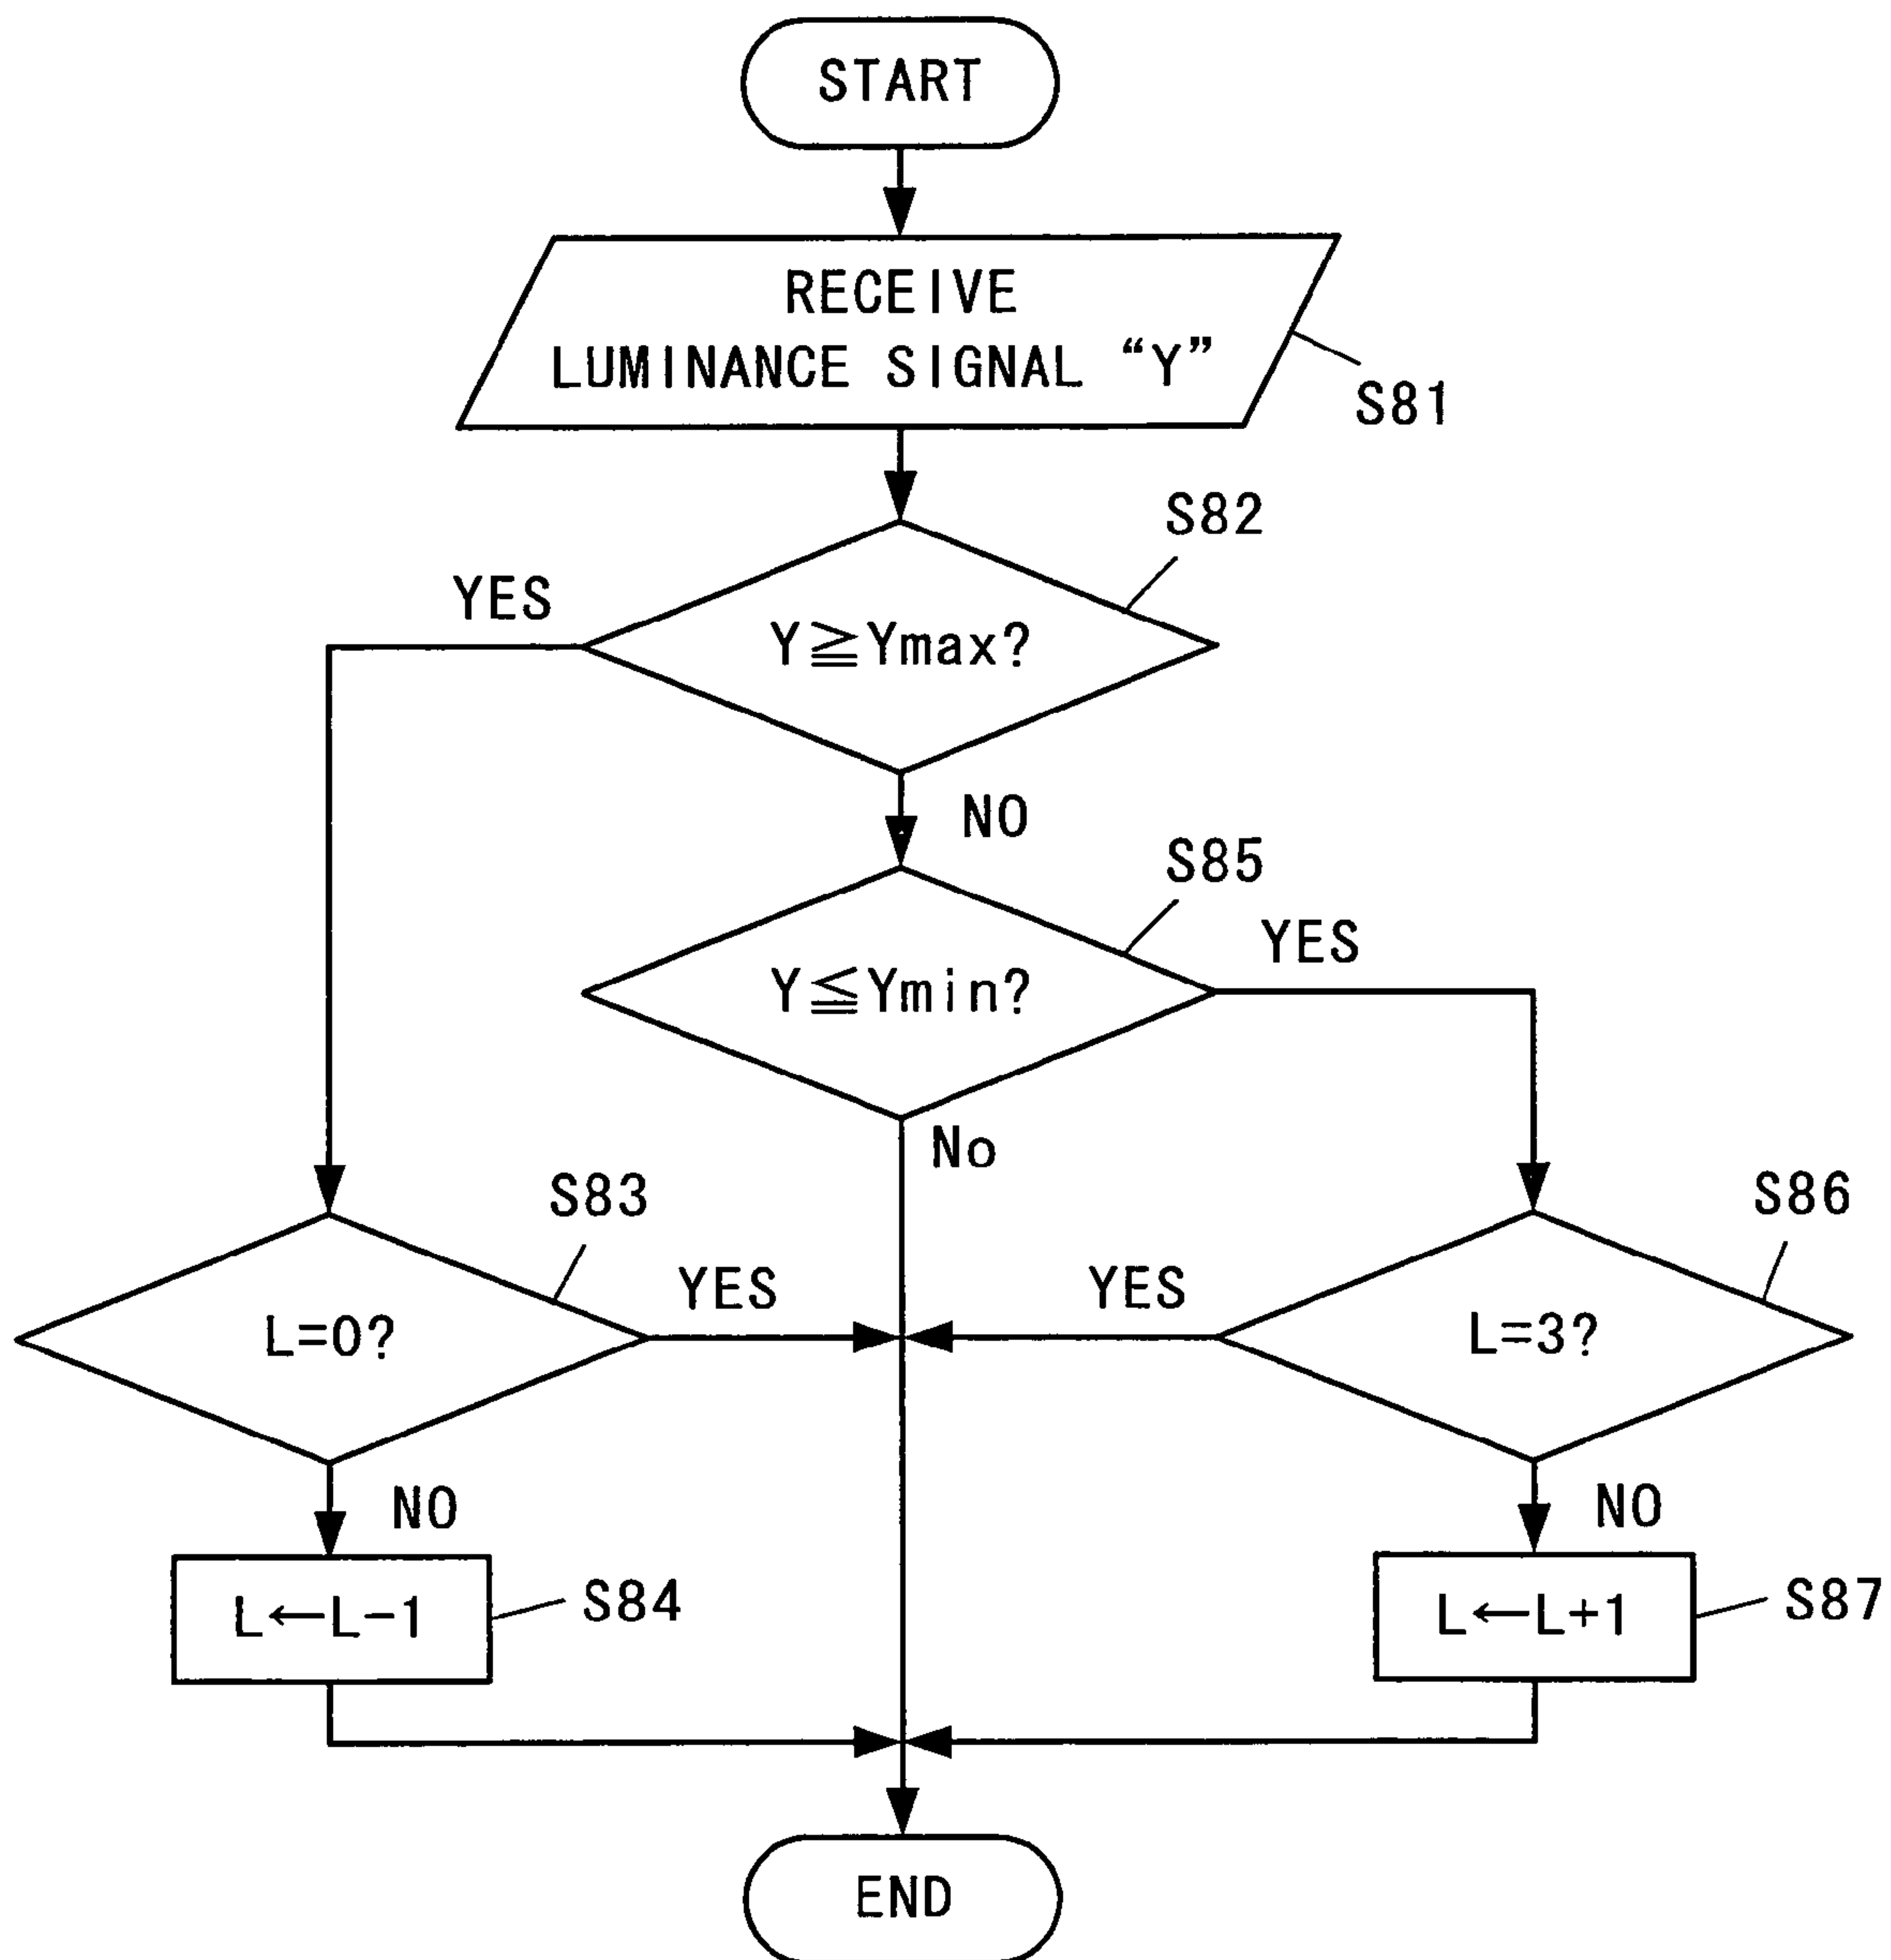 START
RECEIVE
LUMINANCE SIGNAL “Y”
S81
S82
YES
Y≧Ymax?
NO
S85
YES
Y≦Ymin?
No
S83
S86
YES
YES
L=0?
L=3?
NO
NO
L←L-1
S84
L←L+1
S87
END